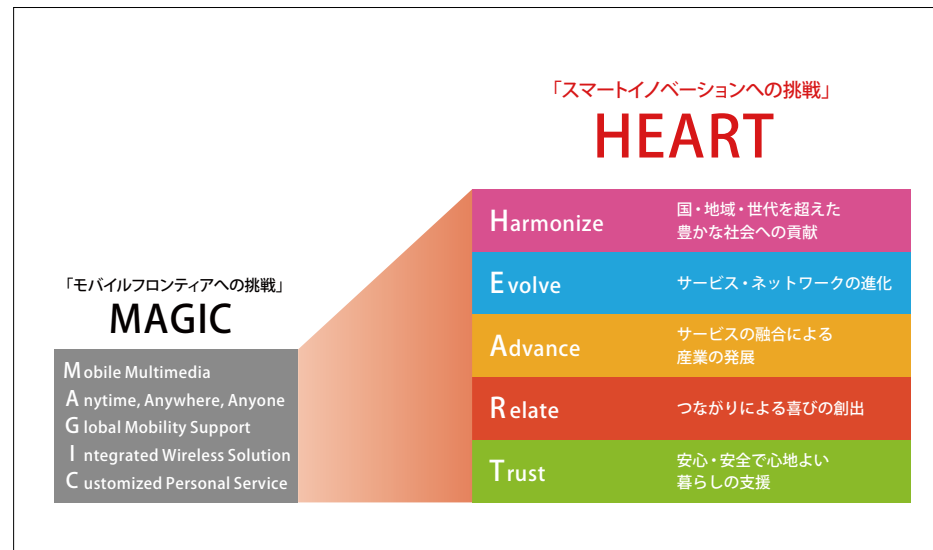 「スマートイノベーションへの挑戦」
HEART
「モバイルフロンティアへの挑戦」
MAGIC
Mobile Multimedia
Anytime, Anywhere, Anyone
Global Mobility Support
Integrated Wireless Solution
Customized Personal Service
Harmonize
国・地域・世代を超えた
豊かな社会への貢献
Evolve
サービス・ネットワークの進化
Advance
サービスの融合による
産業の発展
Relate
つながりによる喜びの創出
Trust
安心・安全で心地よい
暮らしの支援